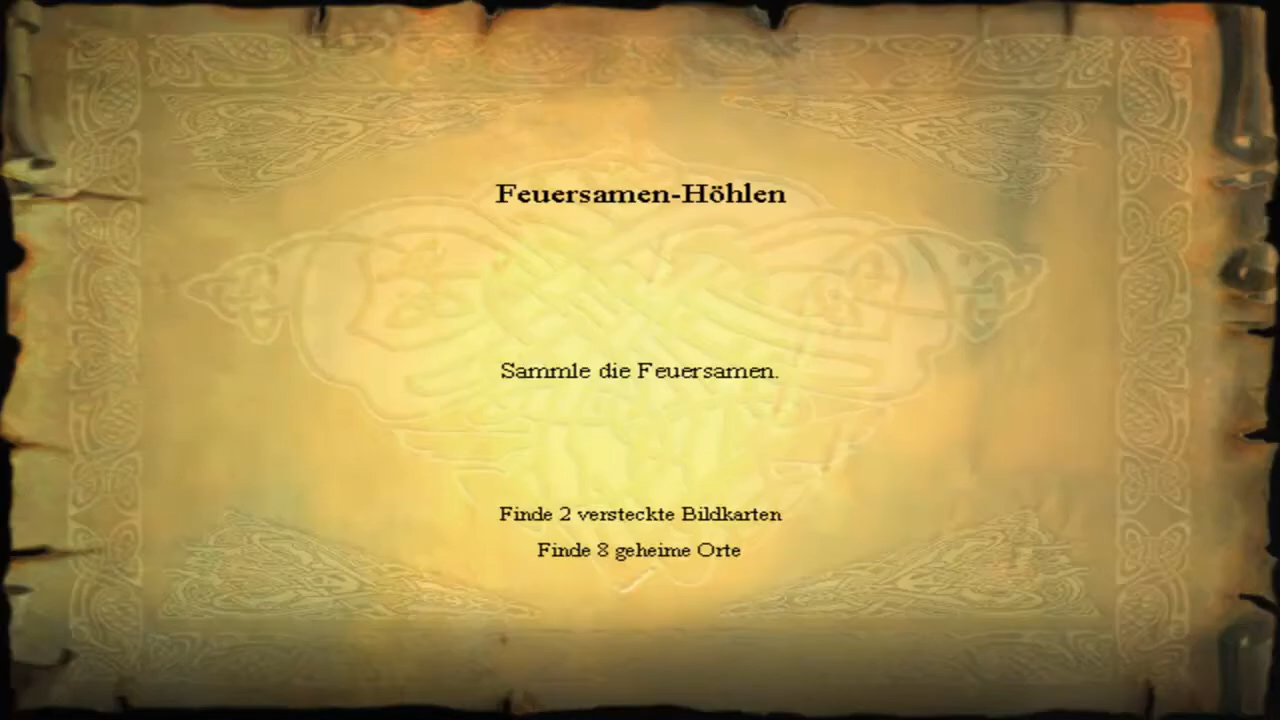 Feuersamen-Höhlen
Sammle die Feuersamen.
Finde 2 versteckte Bildkarten
Finde 8 geheime Orte